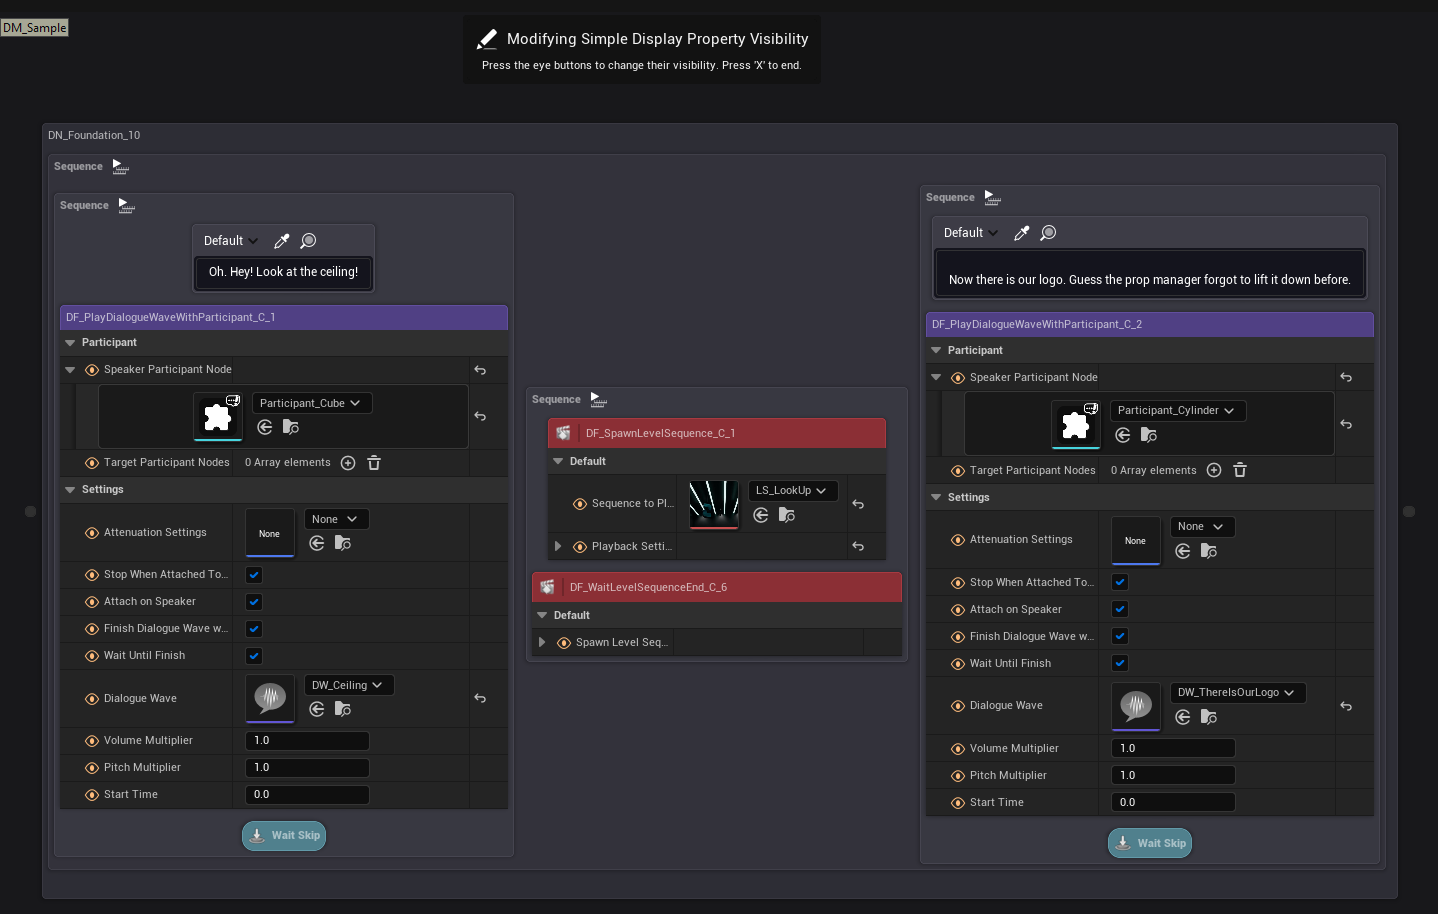 DM_Sample
Modifying Simple Display Property Visibility
Press the eye buttons to change their visibility. Press 'X' to end.
DN_Foundation_10
Sequence
Sequence
Default
Oh. Hey! Look at the ceiling!
DF_PlayDialogueWaveWithParticipant_C_1
Participant
Speaker Participant Node
Participant_Cube
Target Participant Nodes 0 Array elements
Settings
Attenuation Settings None None
Stop When Attached To...
Attach on Speaker
Finish Dialogue Wave w...
Wait Until Finish
Dialogue Wave DW_Ceiling
Volume Multiplier 1.0
Pitch Multiplier 1.0
Start Time 0.0
Wait Skip
Sequence
DF_SpawnLevelSequence_C_1
Default
Sequence to Pl... LS_LookUp
Playback Setti...
DF_WaitLevelSequenceEnd_C_6
Default
Spawn Level Seq...
Sequence
Default
Now there is our logo. Guess the prop manager forgot to lift it down before.
DF_PlayDialogueWaveWithParticipant_C_2
Participant
Speaker Participant Node
Participant_Cylinder
Target Participant Nodes 0 Array elements
Settings
Attenuation Settings None None
Stop When Attached To...
Attach on Speaker
Finish Dialogue Wave w...
Wait Until Finish
Dialogue Wave DW_ThereIsOurLogo
Volume Multiplier 1.0
Pitch Multiplier 1.0
Start Time 0.0
Wait Skip